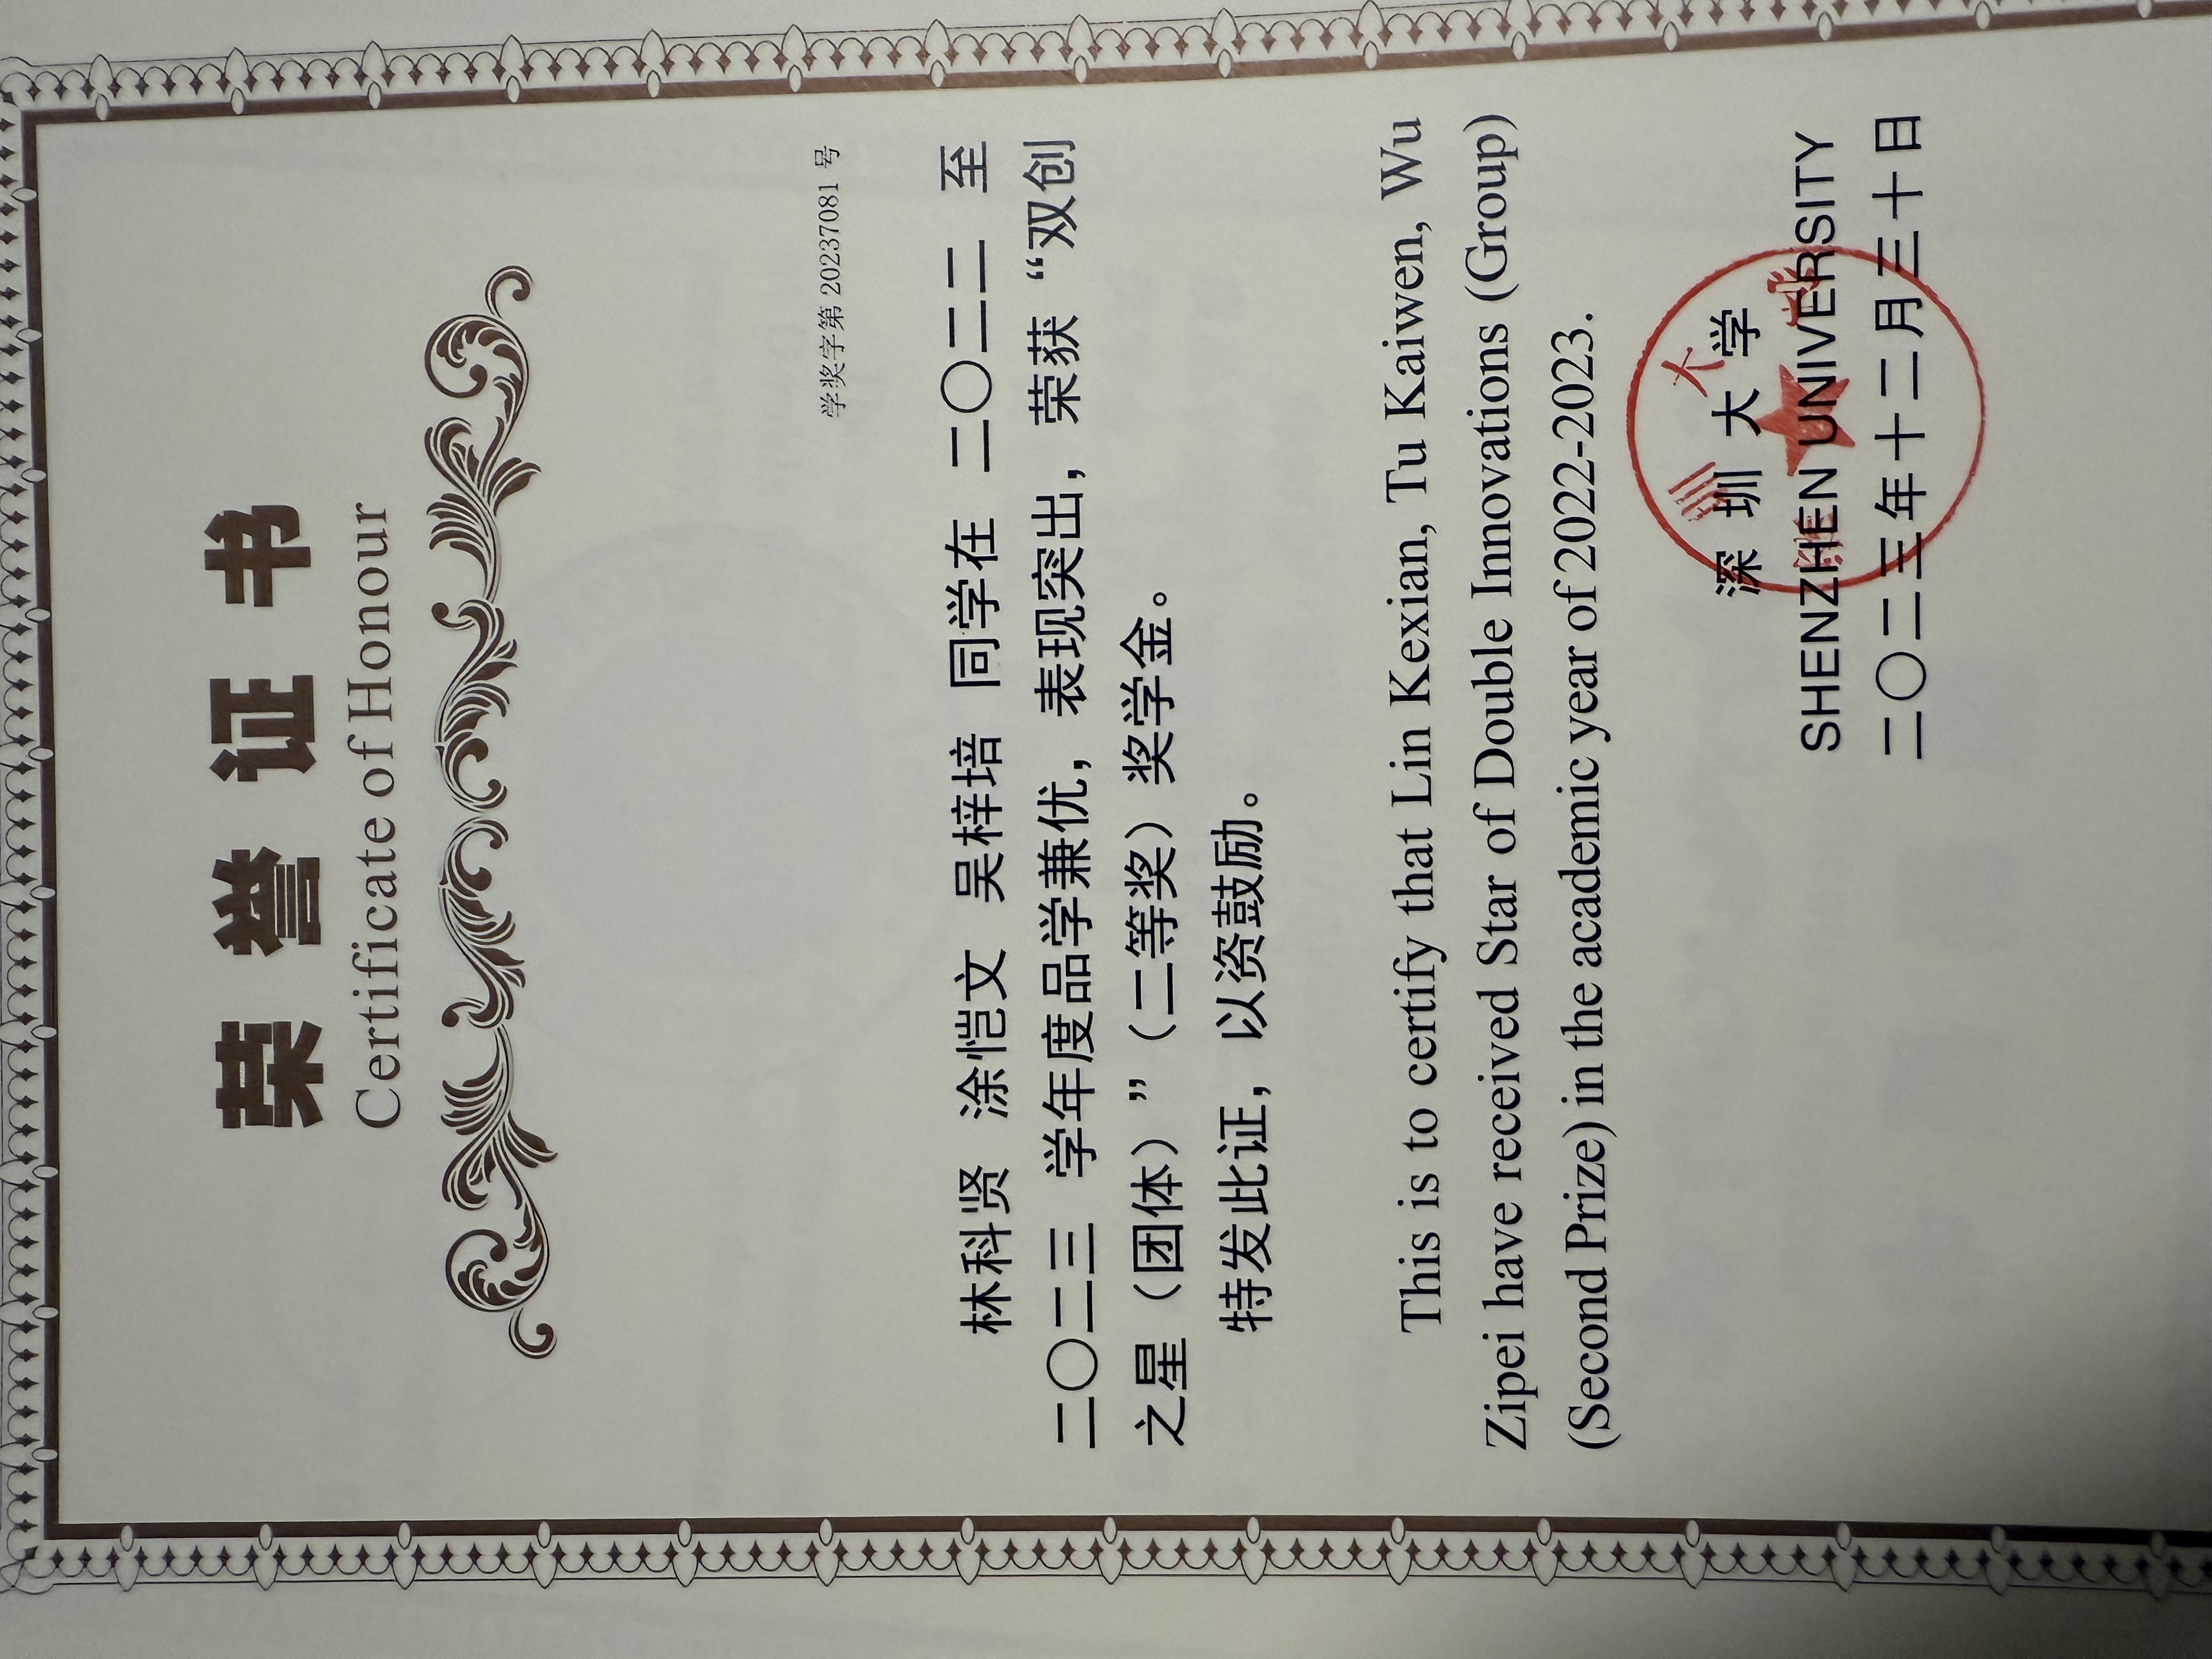 荣誉证书
Certificate of Honour
学奖字第 20237081 号
林科贤 涂恺文 吴梓培 同学在 二〇二二 至
二〇二三 学年度品学兼优，表现突出，荣获“双创
之星（团体）”（二等奖）奖学金。
特发此证，以资鼓励。
This is to certify that Lin Kexian, Tu Kaiwen, Wu
Zipei have received Star of Double Innovations (Group)
(Second Prize) in the academic year of 2022-2023.
深圳大学
深圳大学
SHENZHEN UNIVERSITY
二〇二三年十二月三十日